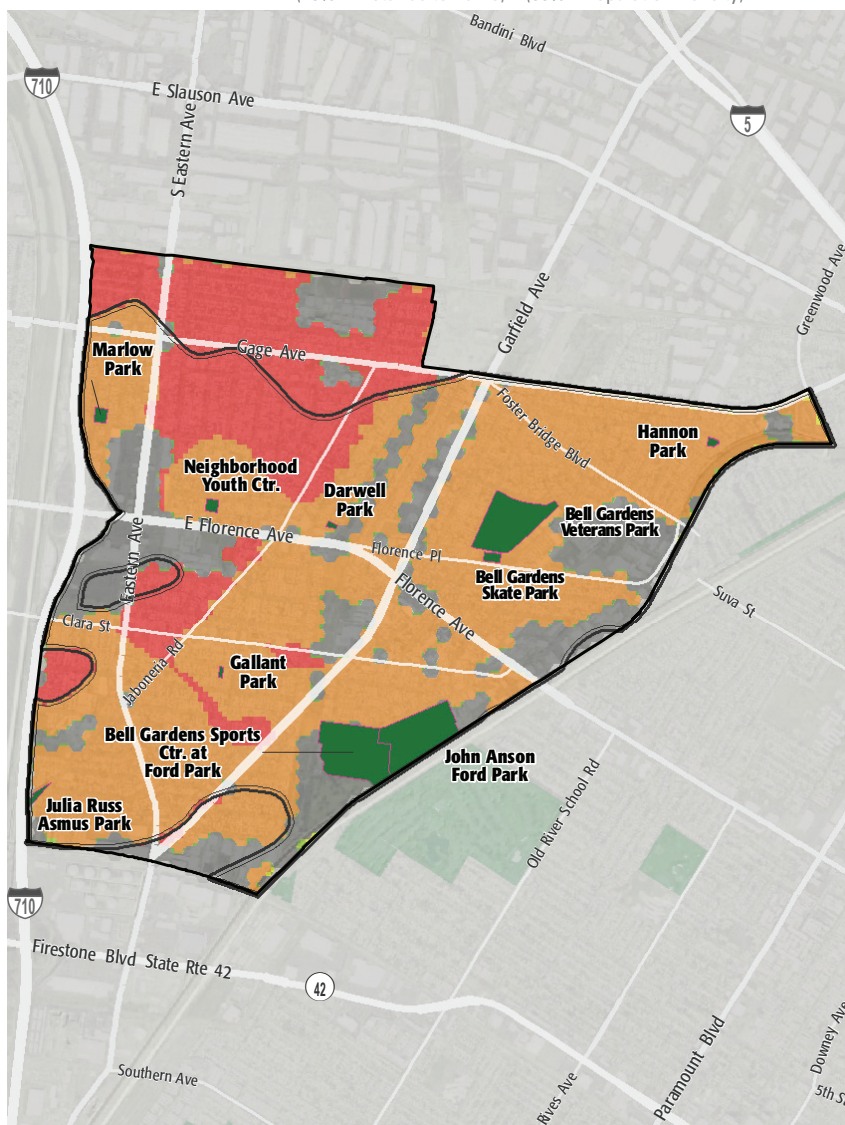 Bandini Blvd
710
E Slauson Ave
5
S Eastern Ave
Greenwood Ave
Garfield Ave
Gage Ave
Marlow
Park
Foster Bridge Blvd
Hannon
Park
Neighborhood
Youth Ctr.
Darwell
Park
Bell Gardens
Veterans Park
E Florence Ave
Florence Pl
Bell Gardens
Skate Park
Eastern Ave
Florence Ave
Suva St
Clara St
Jaboneria Rd
Gallant
Park
Bell Gardens Sports
Ctr. at
Ford Park
John Anson
Ford Park
Julia Russ
Asmus Park
Old River School Rd
710
Firestone Blvd State Rte 42
42
Southern Ave
Rives Ave
Paramount Blvd
Downey Ave
5th St